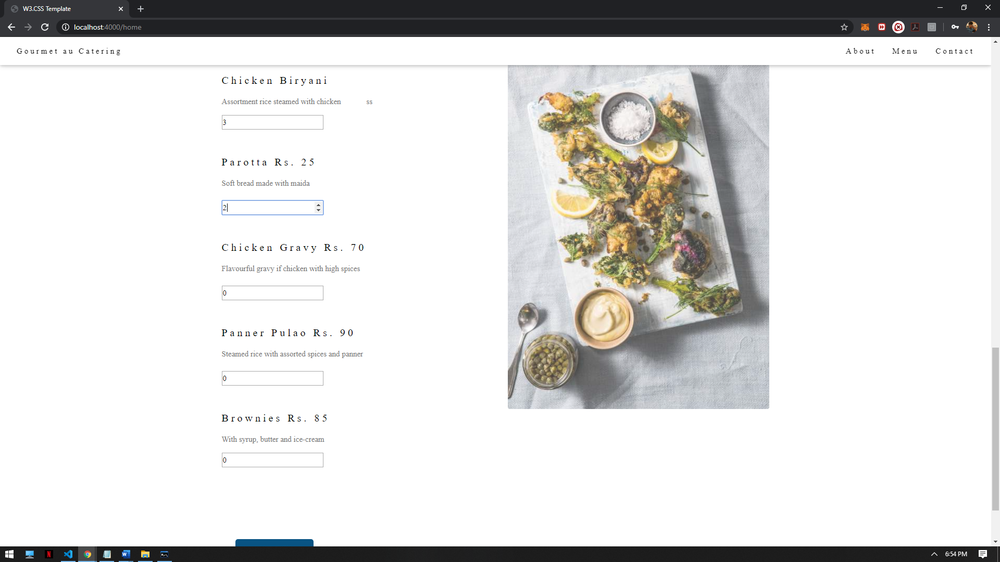 W3.CSS Template
localhost:4000/home
Gourmet au Catering
About Menu Contact
Chicken Biryani
Assortment rice steamed with chicken ss
3
Parotta Rs. 25
Soft bread made with maida
2
Chicken Gravy Rs. 70
Flavourful gravy if chicken with high spices
0
Panner Pulao Rs. 90
Steamed rice with assorted spices and panner
0
Brownies Rs. 85
With syrup, butter and ice-cream
0
6:54 PM